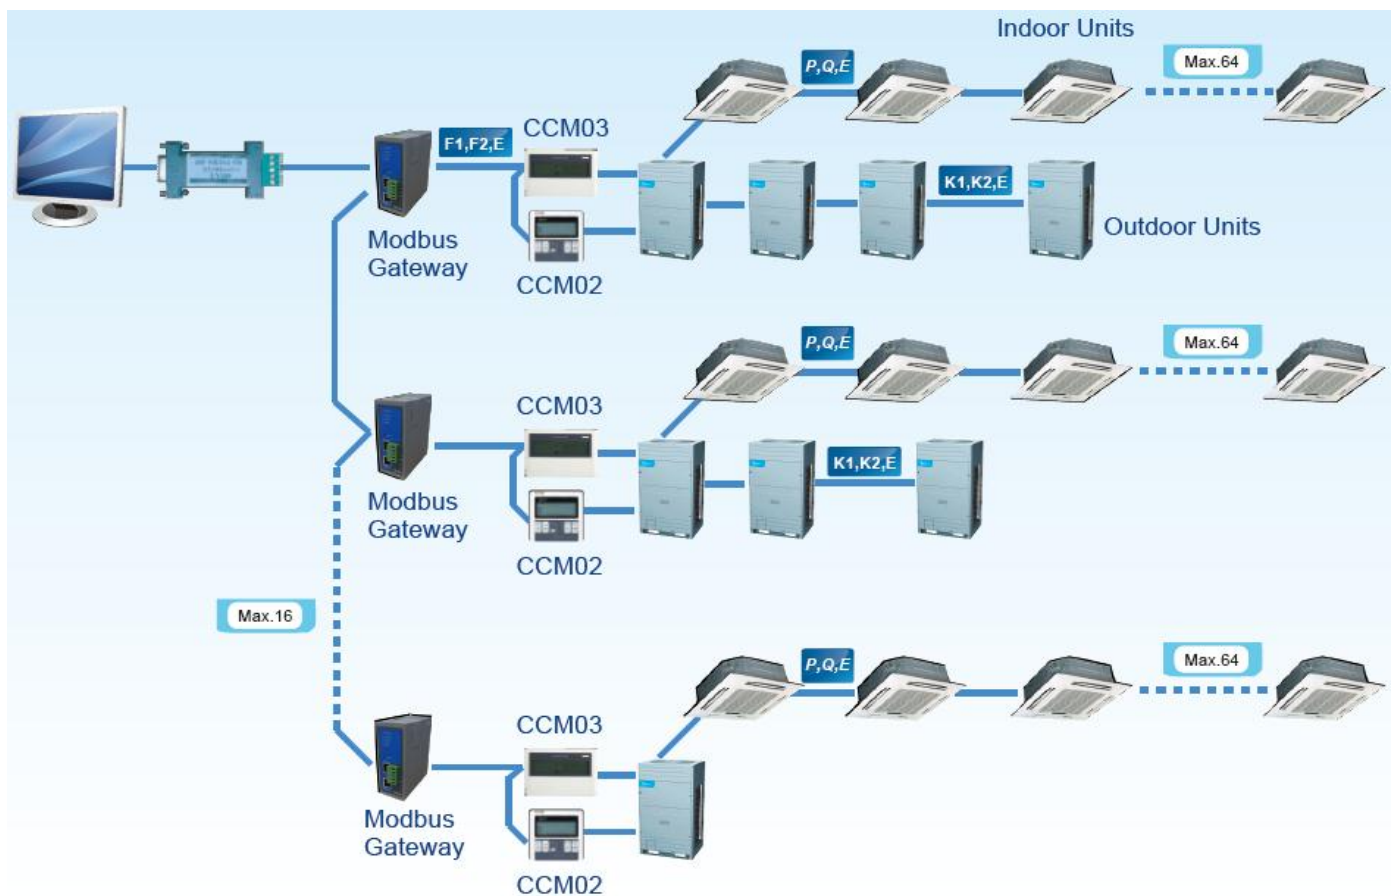 Indoor Units
P,Q,E
Max.64
CCM03
F1,F2,E
K1,K2,E
Outdoor Units
Modbus
Gateway
CCM02
P,Q,E
Max.64
CCM03
K1,K2,E
Modbus
Gateway
CCM02
Max.16
P,Q,E
Max.64
CCM03
Modbus
Gateway
CCM02